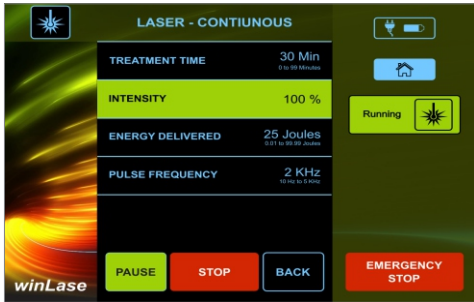 LASER - CONTIUNOUS
TREATMENT TIME
30 Min
0 to 99 Minutes
INTENSITY
100 %
ENERGY DELIVERED
25 Joules
0.01 to 99.99 Joules
PULSE FREQUENCY
2 KHz
10 Hz to 5 KHz
Running
PAUSE
STOP
BACK
EMERGENCY
STOP
winLase